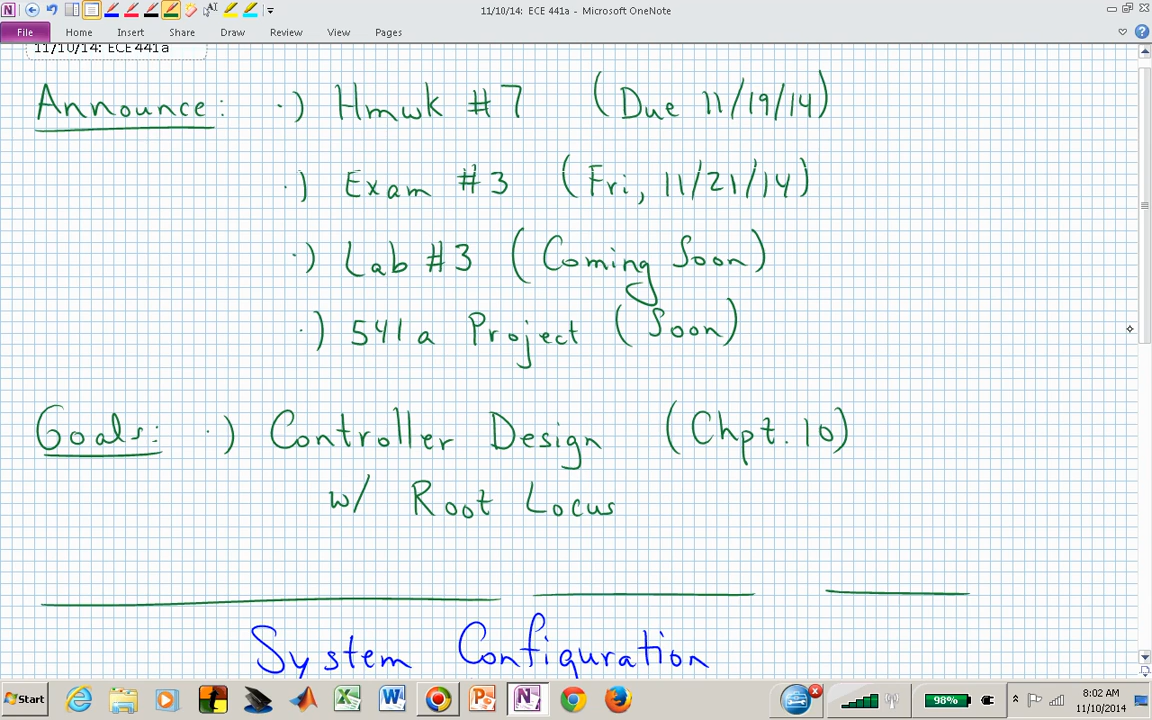 11/10/14: ECE 441a - Microsoft OneNote
File Home Insert Share Draw Review View Pages
11/10/14: ECE 441a
Announce: ·) Hmwk #7 (Due 11/19/14)
·) Exam #3 (Fri, 11/21/14)
·) Lab #3 (Coming Soon)
·) 541a Project (Soon)
Goals: ·) Controller Design (Chpt. 10)
w/ Root Locus
System Configuration
Start 98% 8:02 AM
11/10/2014